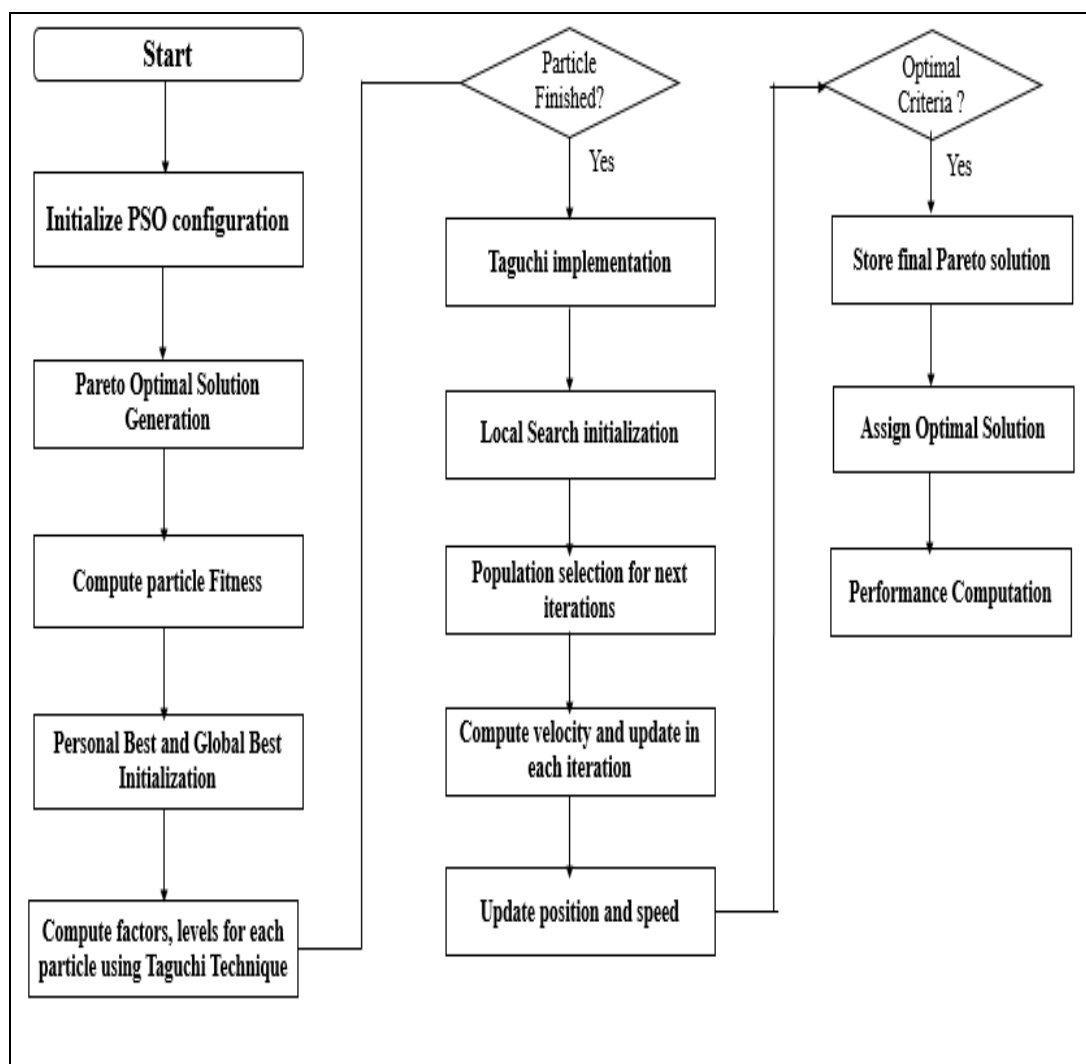 Start
Initialize PSO configuration
Pareto Optimal Solution
Generation
Compute particle Fitness
Personal Best and Global Best
Initialization
Compute factors, levels for each
particle using Taguchi Technique
Particle
Finished?
Yes
Taguchi implementation
Local Search initialization
Population selection for next
iterations
Compute velocity and update in
each iteration
Update position and speed
Optimal
Criteria ?
Yes
Store final Pareto solution
Assign Optimal Solution
Performance Computation